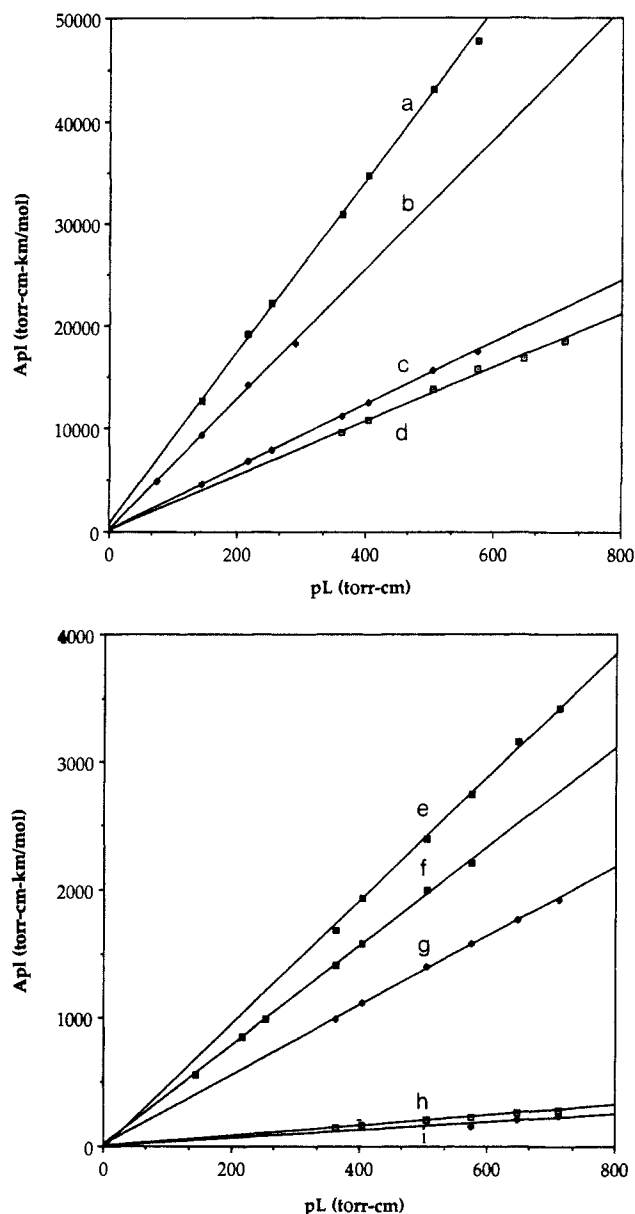 50000
40000
30000
20000
10000
0
Apl (torr-cm-km/mol)
a
b
c
d
0 200 400 600 800
pL (torr-cm)
4000
3000
2000
1000
0
Apl (torr-cm-km/mol)
e
f
g
h
i
0 200 400 600 800
pL (torr-cm)